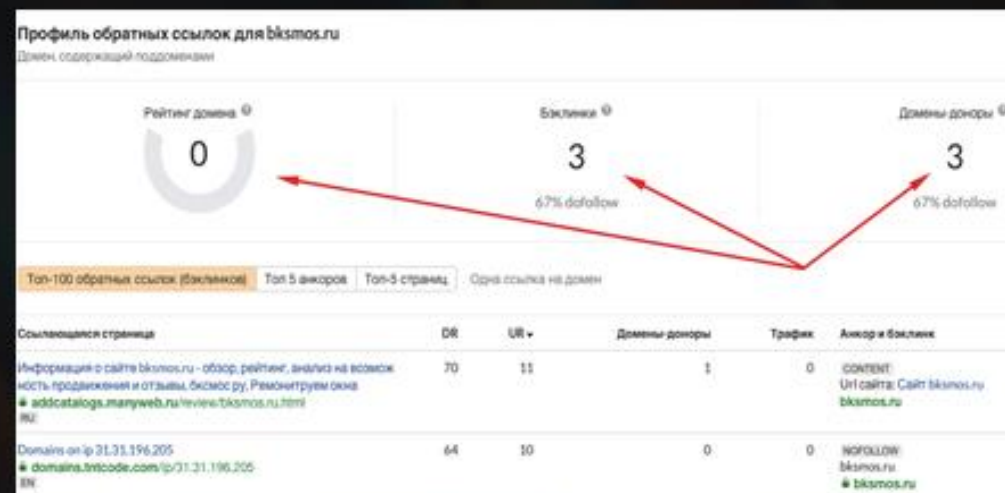 Профиль обратных ссылок для bksmos.ru
Домен, содержащий поддоменами
Рейтинг домена
Бэклинки
Домены-доноры
0
3
3
67% dofollow
67% dofollow
Топ-100 обратных ссылок (бэклинков)
Топ 5 анкоров
Топ-5 страниц
Одна ссылка на домен
Ссылающаяся страница
DR
UR
Домены-доноры
Трафик
Анкор и бэклинк
Информация о сайте bksmos.ru - обзор, рейтинг, анализ на возмож
ность продвижения и отзывы, бксмос ру, Ремонтируем окна
addcatalogs.manyweb.ru/review/bksmos.ru.html
RU
70
11
1
0
CONTENT
Url сайта: Сайт bksmos.ru
bksmos.ru
Domains on ip 31.31.196.205
domains.tntcode.com/ip/31.31.196.205
EN
64
10
0
0
NOFOLLOW
bksmos.ru
bksmos.ru